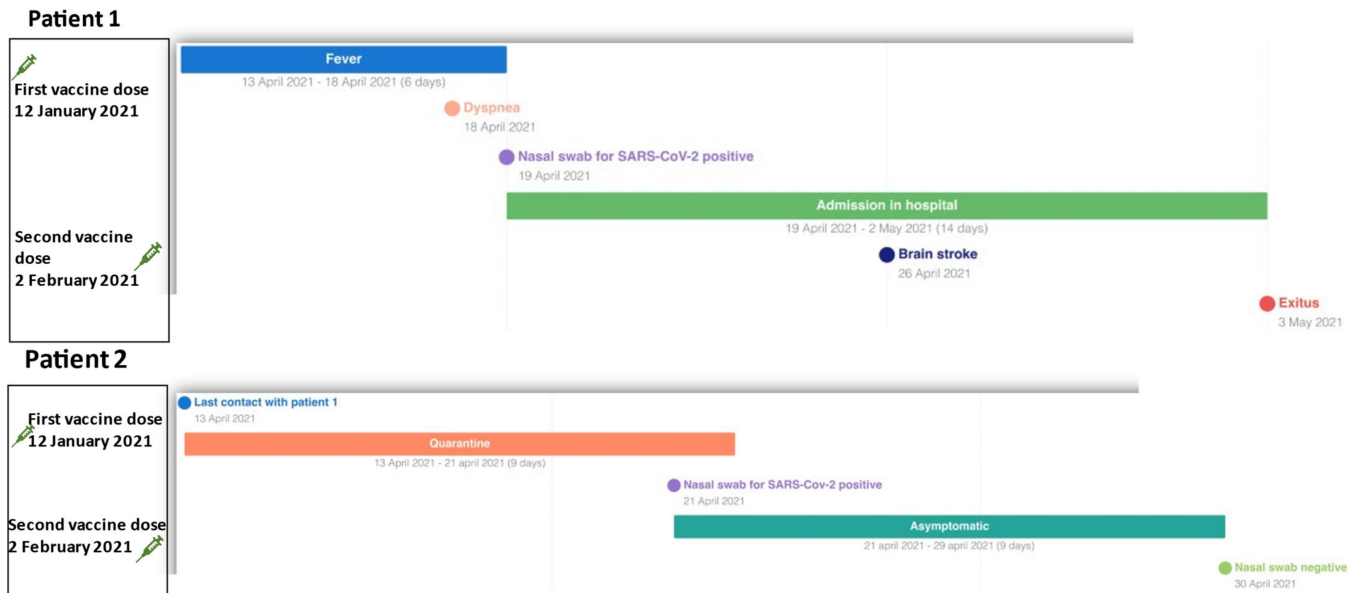 Patient 1
First vaccine dose
12 January 2021
Second vaccine
dose
2 February 2021
Fever
13 April 2021 - 18 April 2021 (6 days)
Dyspnea
18 April 2021
Nasal swab for SARS-CoV-2 positive
19 April 2021
Admission in hospital
19 April 2021 - 2 May 2021 (14 days)
Brain stroke
26 April 2021
Exitus
3 May 2021
Patient 2
First vaccine dose
12 January 2021
Second vaccine dose
2 February 2021
Last contact with patient 1
13 April 2021
Quarantine
13 April 2021 - 21 april 2021 (9 days)
Nasal swab for SARS-Cov-2 positive
21 April 2021
Asymptomatic
21 april 2021 - 29 april 2021 (9 days)
Nasal swab negative
30 April 2021